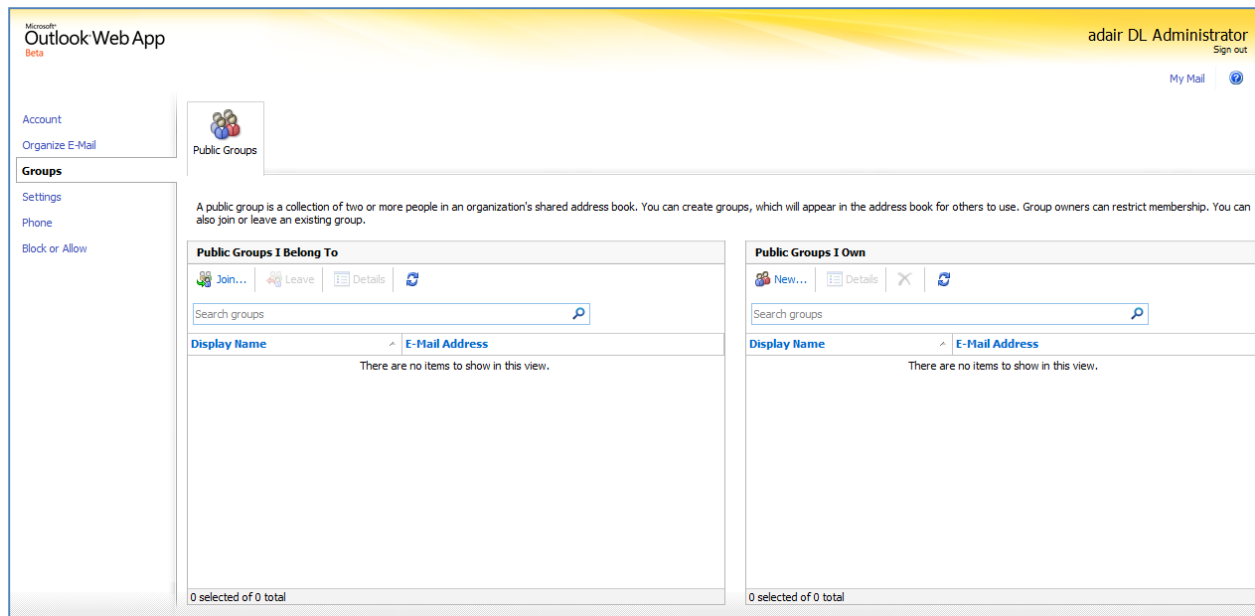 Microsoft®
Outlook Web App
Beta
adair DL Administrator
Sign out
My Mail
Account
Organize E-Mail
Groups
Settings
Phone
Block or Allow
Public Groups
A public group is a collection of two or more people in an organization's shared address book. You can create groups, which will appear in the address book for others to use. Group owners can restrict membership. You can
also join or leave an existing group.
Public Groups I Belong To
Join... Leave Details
Search groups
Display Name E-Mail Address
There are no items to show in this view.
0 selected of 0 total
Public Groups I Own
New... Details
Search groups
Display Name E-Mail Address
There are no items to show in this view.
0 selected of 0 total